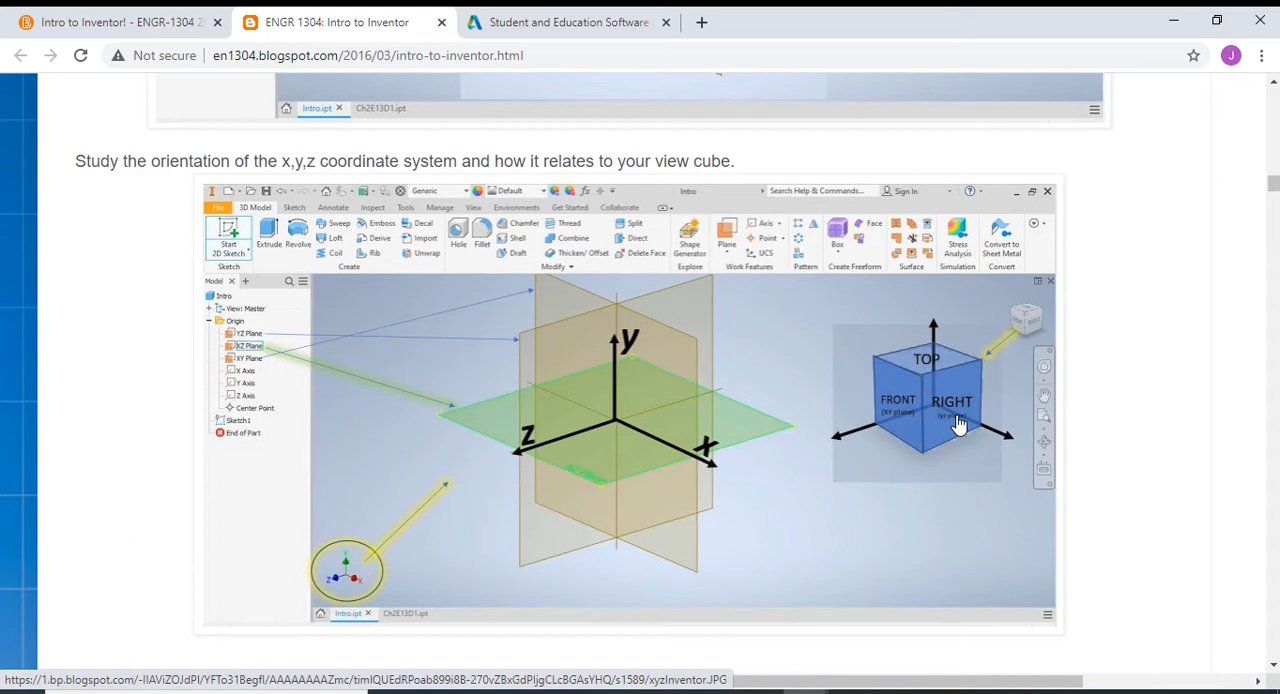 Intro to Inventor! - ENGR-1304 2
ENGR 1304: Intro to Inventor
Student and Education Software
Not secure
en1304.blogspot.com/2016/03/intro-to-inventor.html
J
Intro.ipt
Ch2E13D1.ipt
Study the orientation of the x,y,z coordinate system and how it relates to your view cube.
Generic
Default
Intro
Search Help & Commands...
Sign In
File
3D Model
Sketch
Annotate
Inspect
Tools
Manage
View
Environments
Get Started
Collaborate
Start
2D Sketch
Extrude
Revolve
Sweep
Emboss
Decal
Loft
Derive
Import
Coil
Rib
Unwrap
Hole
Fillet
Chamfer
Thread
Split
Shell
Combine
Direct
Draft
Thicken/ Offset
Delete Face
Shape
Generator
Plane
Axis
Point
UCS
Box
Face
Stress
Analysis
Convert to
Sheet Metal
Sketch
Create
Modify
Explore
Work Features
Pattern
Create Freeform
Surface
Simulation
Convert
Model
Intro
View: Master
Origin
YZ Plane
XZ Plane
XY Plane
X Axis
Y Axis
Z Axis
Center Point
Sketch1
End of Part
y
z
x
TOP
FRONT
(XY plane)
RIGHT
Y
Z
X
Intro.ipt
Ch2E13D1.ipt